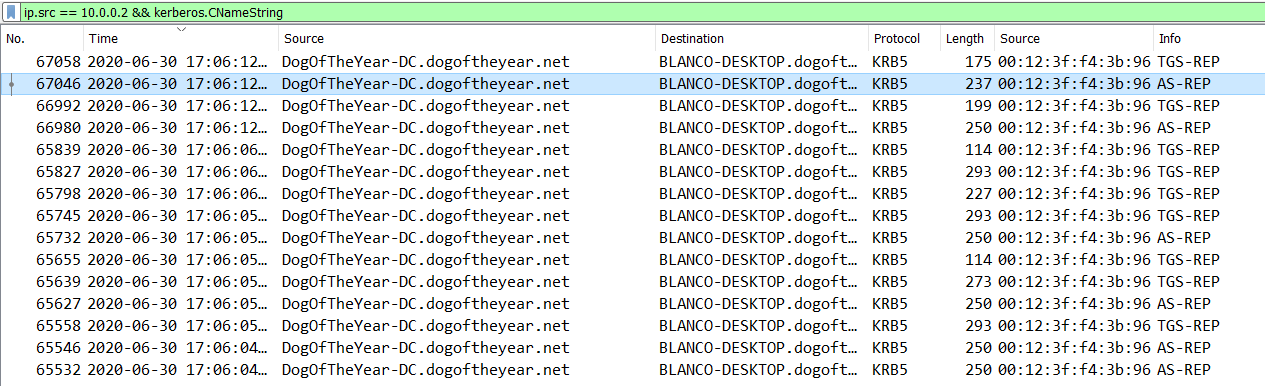 ip.src == 10.0.0.2 && kerberos.CNameString
No. Time Source Destination Protocol Length Source Info
67058 2020-06-30 17:06:12… DogOfTheYear-DC.dogoftheyear.net BLANCO-DESKTOP.dogoft… KRB5 175 00:12:3f:f4:3b:96 TGS-REP
67046 2020-06-30 17:06:12… DogOfTheYear-DC.dogoftheyear.net BLANCO-DESKTOP.dogoft… KRB5 237 00:12:3f:f4:3b:96 AS-REP
66992 2020-06-30 17:06:12… DogOfTheYear-DC.dogoftheyear.net BLANCO-DESKTOP.dogoft… KRB5 199 00:12:3f:f4:3b:96 TGS-REP
66980 2020-06-30 17:06:12… DogOfTheYear-DC.dogoftheyear.net BLANCO-DESKTOP.dogoft… KRB5 250 00:12:3f:f4:3b:96 AS-REP
65839 2020-06-30 17:06:06… DogOfTheYear-DC.dogoftheyear.net BLANCO-DESKTOP.dogoft… KRB5 114 00:12:3f:f4:3b:96 TGS-REP
65827 2020-06-30 17:06:06… DogOfTheYear-DC.dogoftheyear.net BLANCO-DESKTOP.dogoft… KRB5 293 00:12:3f:f4:3b:96 TGS-REP
65798 2020-06-30 17:06:06… DogOfTheYear-DC.dogoftheyear.net BLANCO-DESKTOP.dogoft… KRB5 227 00:12:3f:f4:3b:96 TGS-REP
65745 2020-06-30 17:06:05… DogOfTheYear-DC.dogoftheyear.net BLANCO-DESKTOP.dogoft… KRB5 293 00:12:3f:f4:3b:96 TGS-REP
65732 2020-06-30 17:06:05… DogOfTheYear-DC.dogoftheyear.net BLANCO-DESKTOP.dogoft… KRB5 250 00:12:3f:f4:3b:96 AS-REP
65655 2020-06-30 17:06:05… DogOfTheYear-DC.dogoftheyear.net BLANCO-DESKTOP.dogoft… KRB5 114 00:12:3f:f4:3b:96 TGS-REP
65639 2020-06-30 17:06:05… DogOfTheYear-DC.dogoftheyear.net BLANCO-DESKTOP.dogoft… KRB5 273 00:12:3f:f4:3b:96 TGS-REP
65627 2020-06-30 17:06:05… DogOfTheYear-DC.dogoftheyear.net BLANCO-DESKTOP.dogoft… KRB5 250 00:12:3f:f4:3b:96 AS-REP
65558 2020-06-30 17:06:05… DogOfTheYear-DC.dogoftheyear.net BLANCO-DESKTOP.dogoft… KRB5 293 00:12:3f:f4:3b:96 TGS-REP
65546 2020-06-30 17:06:04… DogOfTheYear-DC.dogoftheyear.net BLANCO-DESKTOP.dogoft… KRB5 250 00:12:3f:f4:3b:96 AS-REP
65532 2020-06-30 17:06:04… DogOfTheYear-DC.dogoftheyear.net BLANCO-DESKTOP.dogoft… KRB5 250 00:12:3f:f4:3b:96 AS-REP